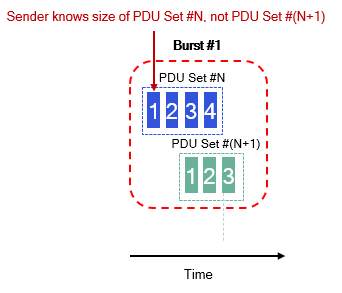 Sender knows size of PDU Set #N, not PDU Set #(N+1)
Burst #1
PDU Set #N
1 2 3 4
PDU Set #(N+1)
1 2 3
Time